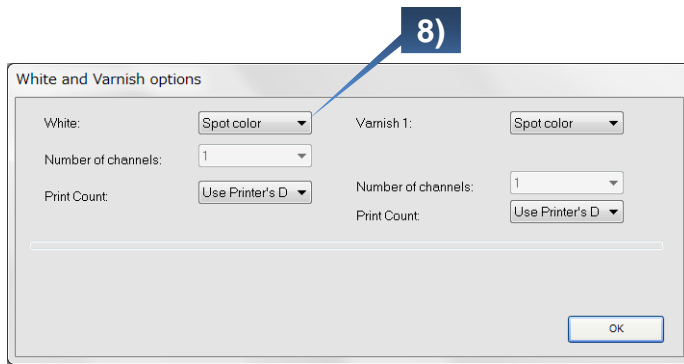 8)
White and Varnish options
White: Spot color Varnish 1: Spot color
Number of channels: 1
Print Count: Use Printer's D
Number of channels: 1
Print Count: Use Printer's D
OK